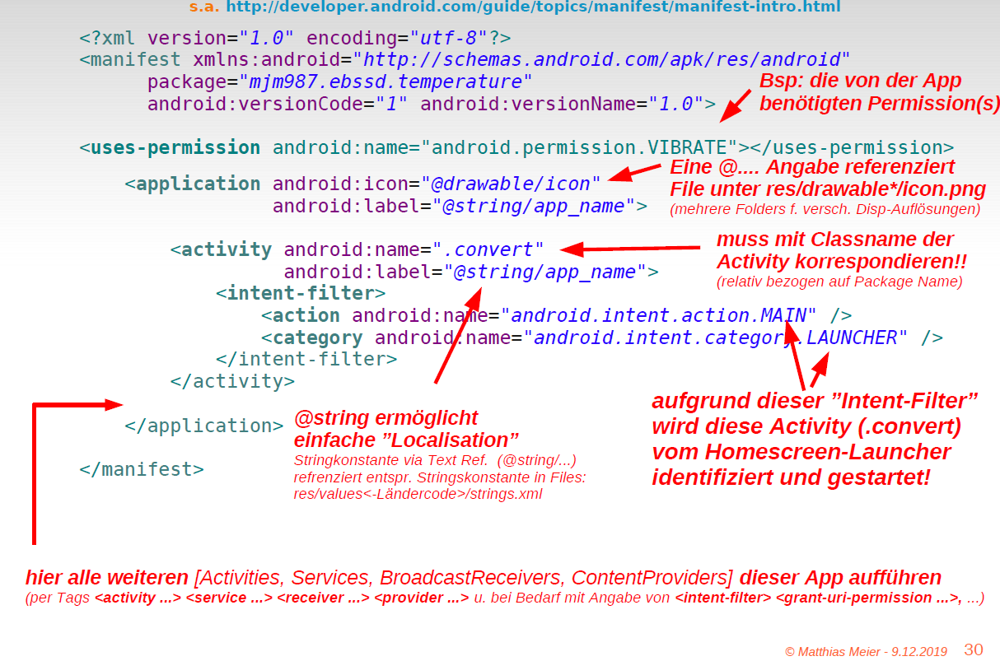 s.a. http://developer.android.com/guide/topics/manifest/manifest-intro.html
<?xml version="1.0" encoding="utf-8"?>
<manifest xmlns:android="http://schemas.android.com/apk/res/android"
package="mjm987.ebssd.temperature"
android:versionCode="1" android:versionName="1.0">
Bsp: die von der App
benötigten Permission(s)
<uses-permission android:name="android.permission.VIBRATE"></uses-permission>
<application android:icon="@drawable/icon"
android:label="@string/app_name">
Eine @.... Angabe referenziert
File unter res/drawable*/icon.png
(mehrere Folders f. versch. Disp-Auflösungen)
<activity android:name=".convert"
android:label="@string/app_name">
muss mit Classname der
Activity korrespondieren!!
(relativ bezogen auf Package Name)
<intent-filter>
<action android:name="android.intent.action.MAIN" />
<category android:name="android.intent.category.LAUNCHER" />
</intent-filter>
</activity>
</application>
</manifest>
@string ermöglicht
einfache ”Localisation”
Stringkonstante via Text Ref. (@string/...)
refrenziert entspr. Stringskonstante in Files:
res/values<-Ländercode>/strings.xml
aufgrund dieser ”Intent-Filter”
wird diese Activity (.convert)
vom Homescreen-Launcher
identifiziert und gestartet!
hier alle weiteren [Activities, Services, BroadcastReceivers, ContentProviders] dieser App aufführen
(per Tags <activity ...> <service ...> <receiver ...> <provider ...> u. bei Bedarf mit Angabe von <intent-filter> <grant-uri-permission ...>, ...)
© Matthias Meier - 9.12.2019 30